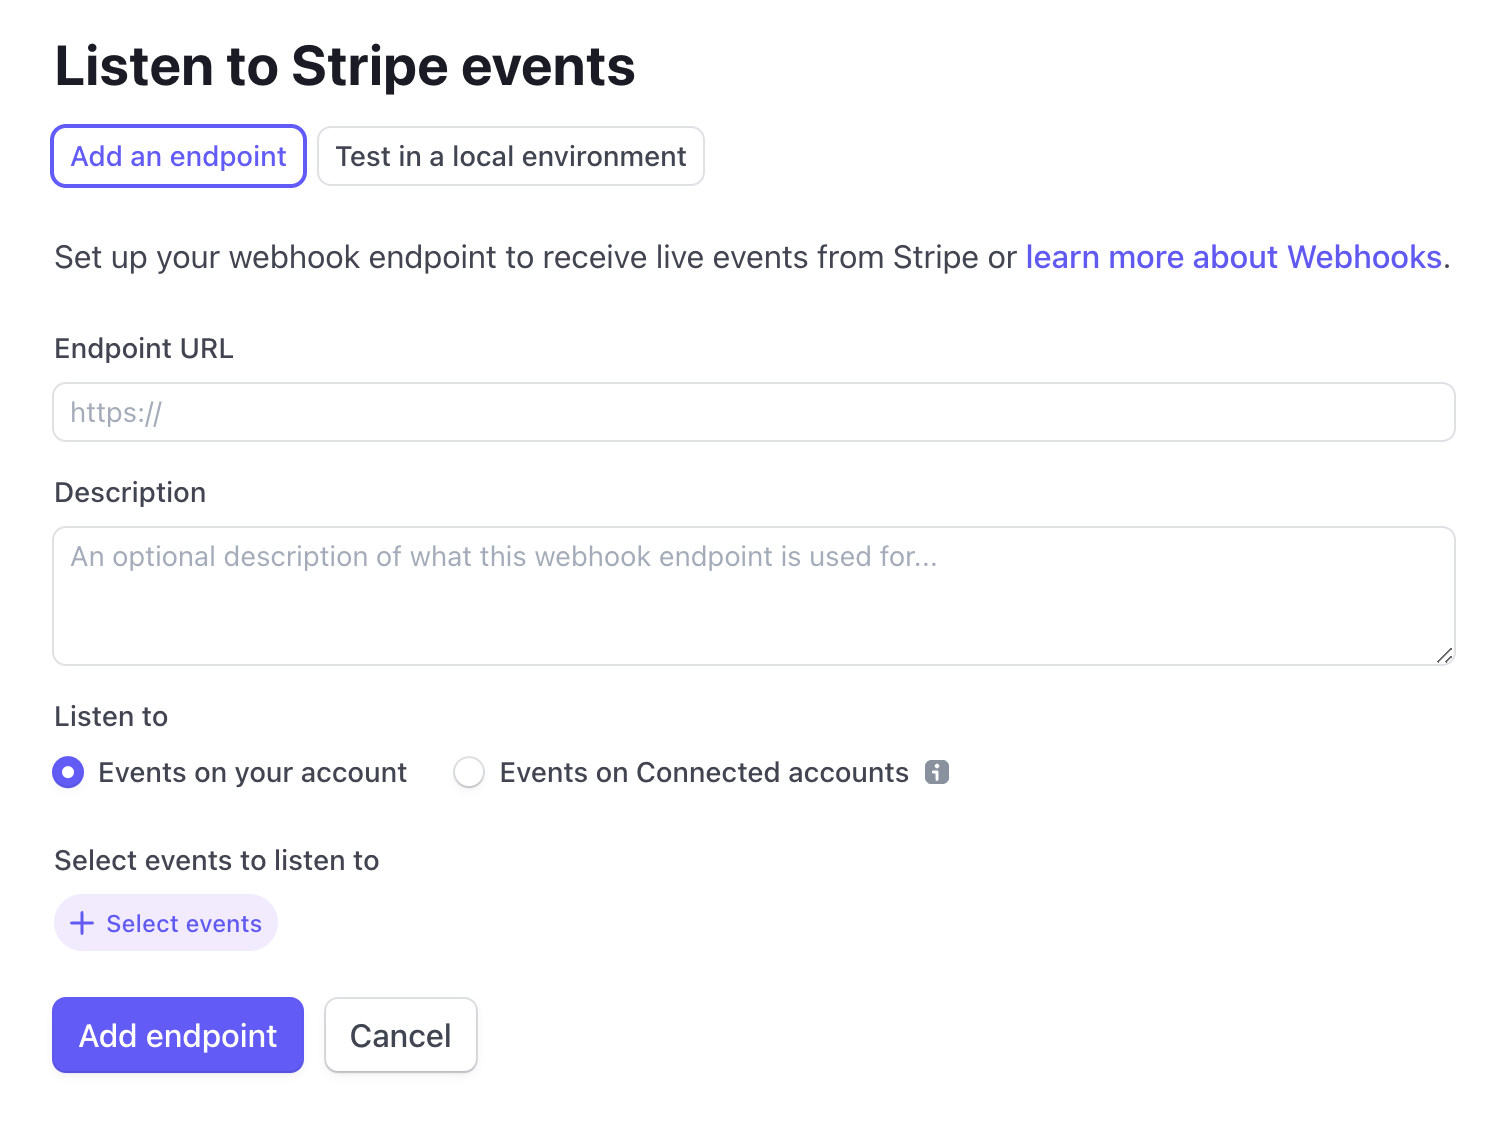 Listen to Stripe events
Add an endpoint Test in a local environment
Set up your webhook endpoint to receive live events from Stripe or learn more about Webhooks.
Endpoint URL
https://
Description
An optional description of what this webhook endpoint is used for...
Listen to
Events on your account Events on Connected accounts
Select events to listen to
+ Select events
Add endpoint Cancel